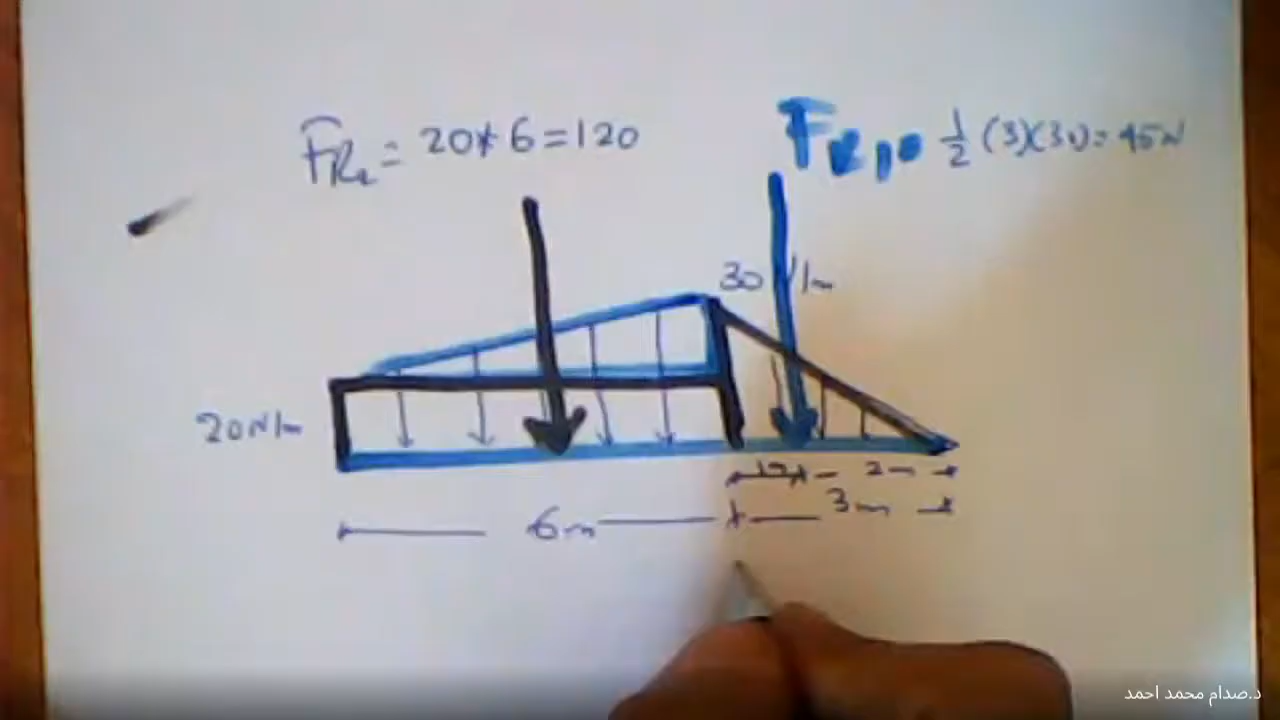 FR2 = 20*6=120
FR1 = 1/2 (3)(30)= 45N
30 /m
20N/m
2m
3m
6m
د.صدام محمد احمد